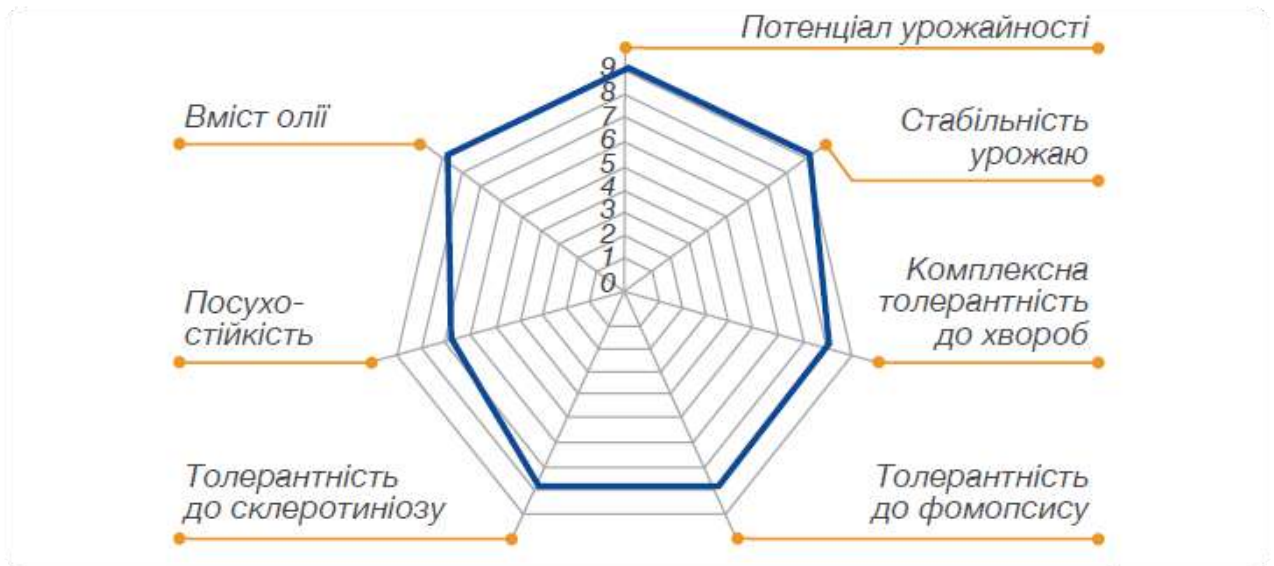 Потенціал урожайності
Вміст олії
Стабільність
урожаю
9
8
7
6
5
4
3
2
1
0
Комплексна
толерантність
до хвороб
Посухо-
стійкість
Толерантність
до склеротиніозу
Толерантність
до фомопсису